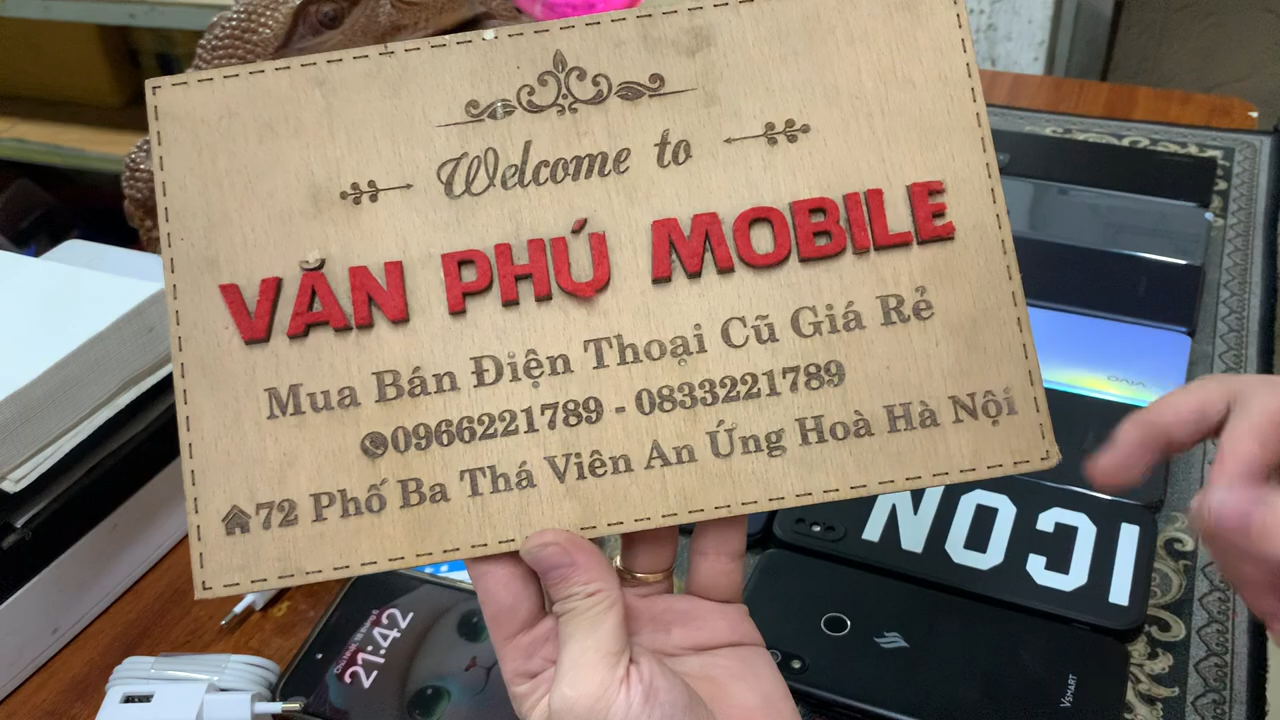 Welcome to
VĂN PHÚ MOBILE
Mua Bán Điện Thoại Cũ Giá Rẻ
0966221789 - 0833221789
72 Phố Ba Thá Viên An Ứng Hoà Hà Nội
vivo
ICON
VSMART
21:42